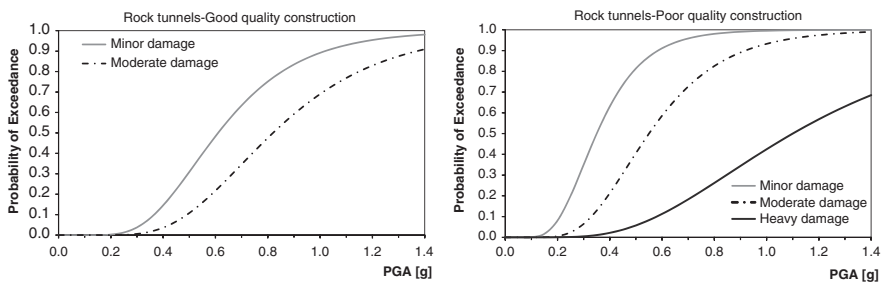 Rock tunnels-Good quality construction
Probability of Exceedance
1.0
0.9
0.8
0.7
0.6
0.5
0.4
0.3
0.2
0.1
0.0
Minor damage
Moderate damage
0.0 0.2 0.4 0.6 0.8 1.0 1.2 1.4
PGA [g]
Rock tunnels-Poor quality construction
Probability of Exceedance
1.0
0.9
0.8
0.7
0.6
0.5
0.4
0.3
0.2
0.1
0.0
Minor damage
Moderate damage
Heavy damage
0.0 0.2 0.4 0.6 0.8 1.0 1.2 1.4
PGA [g]